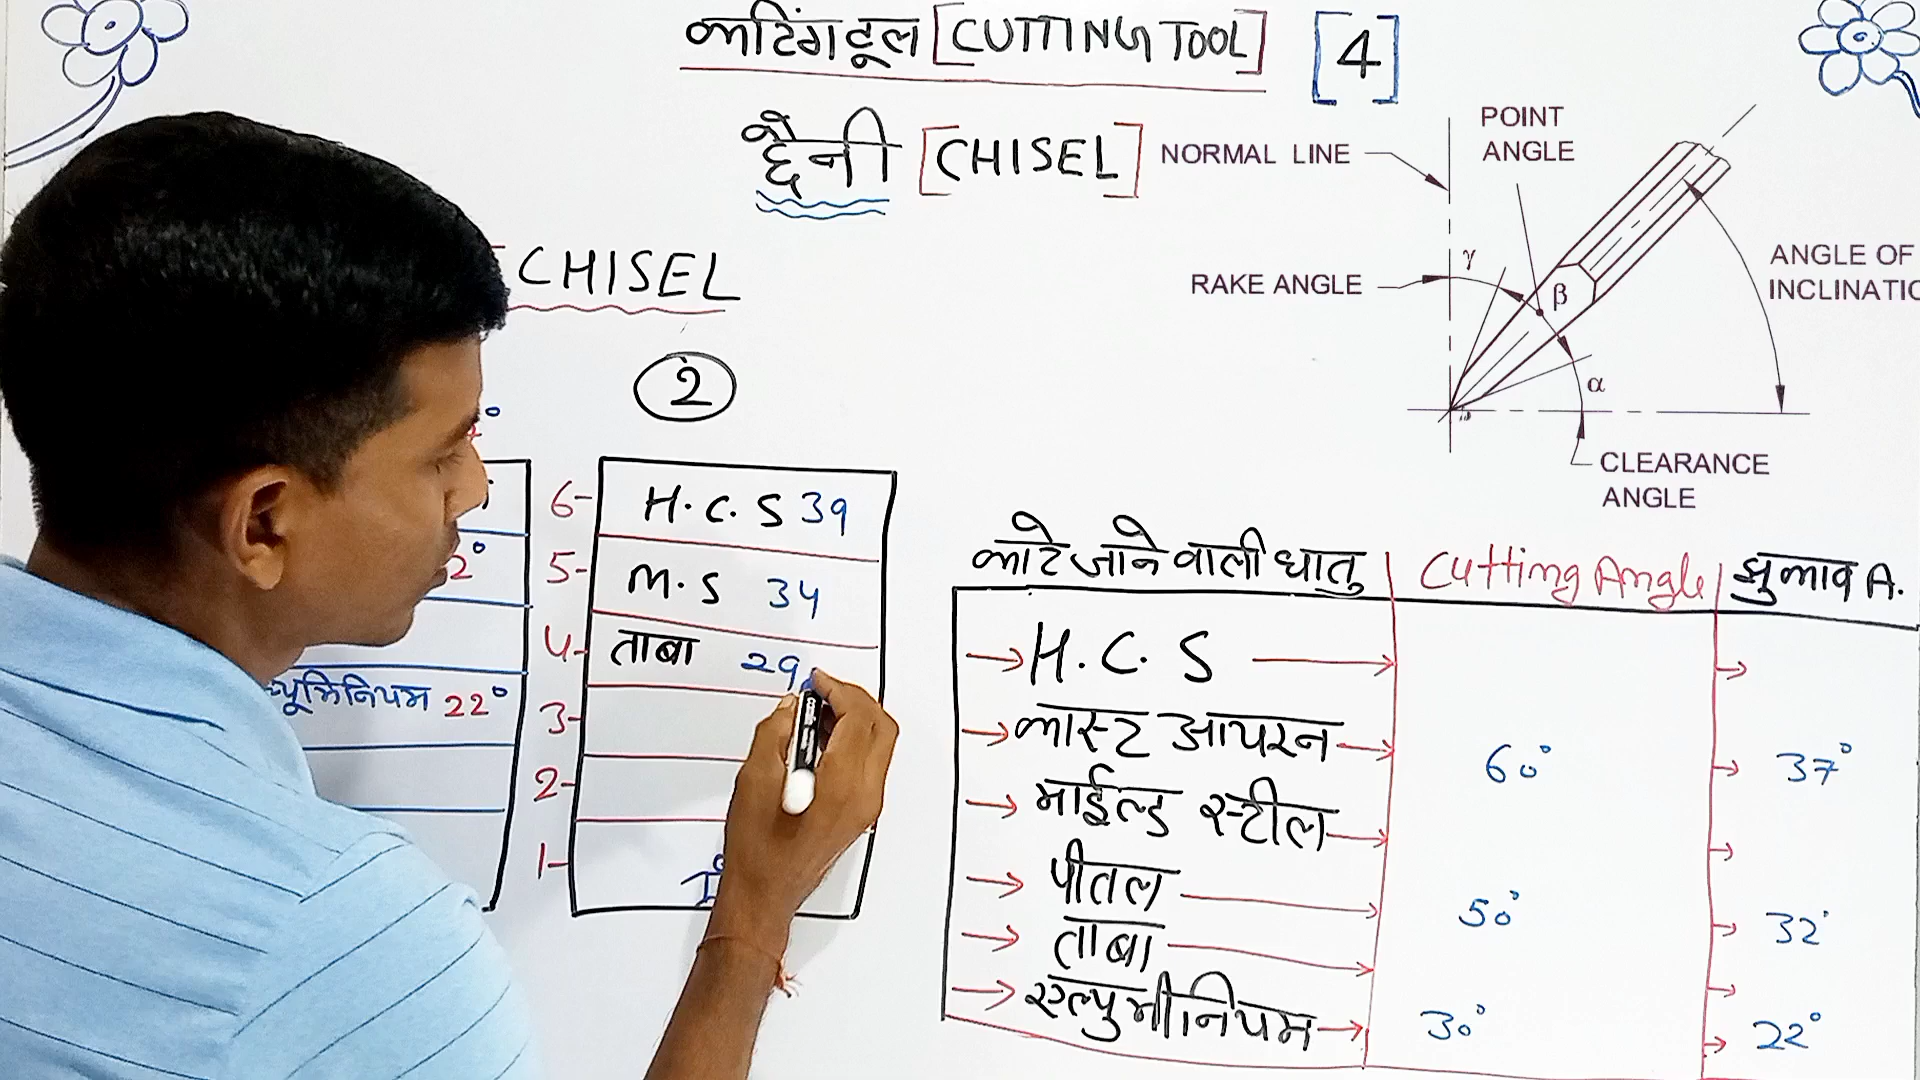 कटिंग टूल [CUTTING TOOL] [4]
छैनी [CHISEL]
CHISEL
2
6- H.C.S 39
5- M.S 34
4- ताबा 29
3-
2-
1-
2°
ल्यूमिनियम 22°
NORMAL LINE
POINT
ANGLE
RAKE ANGLE
γ
β
α
ANGLE OF
INCLINATIO
CLEARANCE
ANGLE
काटे जाने वाली धातु | Cutting Angle | झुकाव A.
→ H.C.S →
→ कास्ट आयरन → 60° → 37°
→ माईल्ड स्टील →
→ पीतल → 50° → 32°
→ ताबा →
→ एल्युमीनियम → 30° → 22°